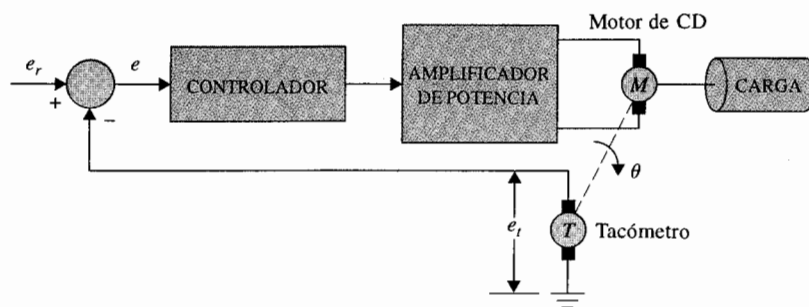 Motor de CD
e_r
+
−
e
CONTROLADOR
AMPLIFICADOR
DE POTENCIA
M
CARGA
θ
e_t
T
Tacómetro